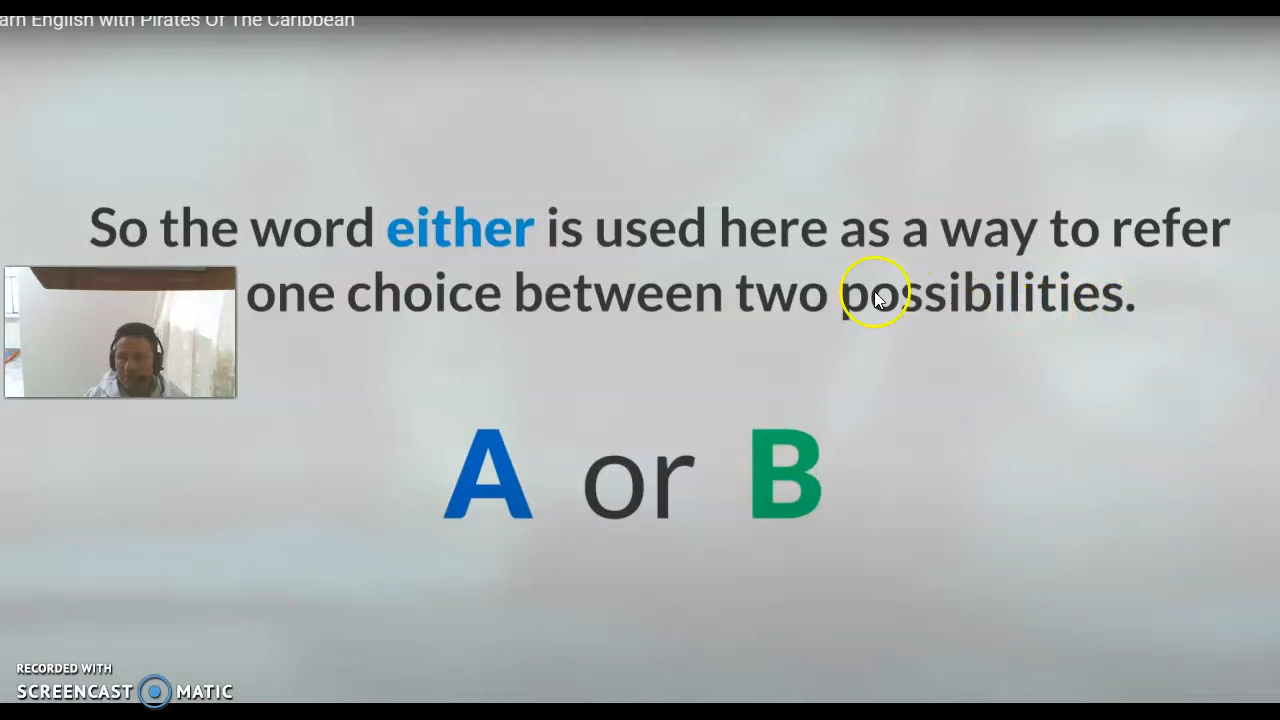 arn English with Pirates Of The Caribbean
So the word either is used here as a way to refer
one choice between two possibilities.
A or B
RECORDED WITH
SCREENCAST MATIC